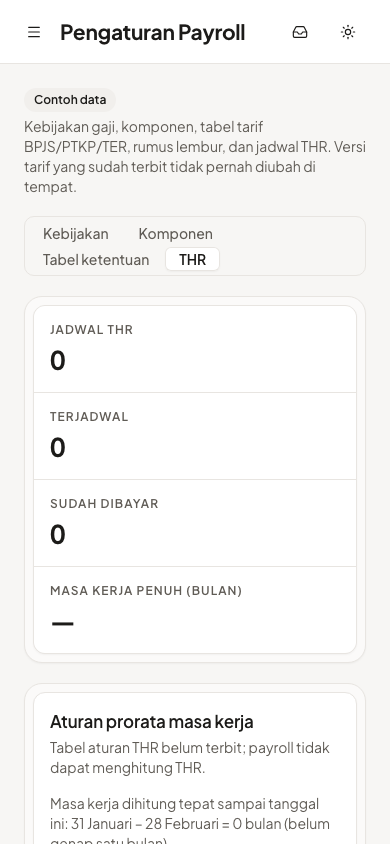 Pengaturan Payroll
Contoh data
Kebijakan gaji, komponen, tabel tarif
BPJS/PTKP/TER, rumus lembur, dan jadwal THR. Versi
tarif yang sudah terbit tidak pernah diubah di
tempat.
Kebijakan Komponen
Tabel ketentuan THR
JADWAL THR
0
TERJADWAL
0
SUDAH DIBAYAR
0
MASA KERJA PENUH (BULAN)
—
Aturan prorata masa kerja
Tabel aturan THR belum terbit; payroll tidak
dapat menghitung THR.
Masa kerja dihitung tepat sampai tanggal
ini: 31 Januari – 28 Februari = 0 bulan (belum
genap satu bulan)